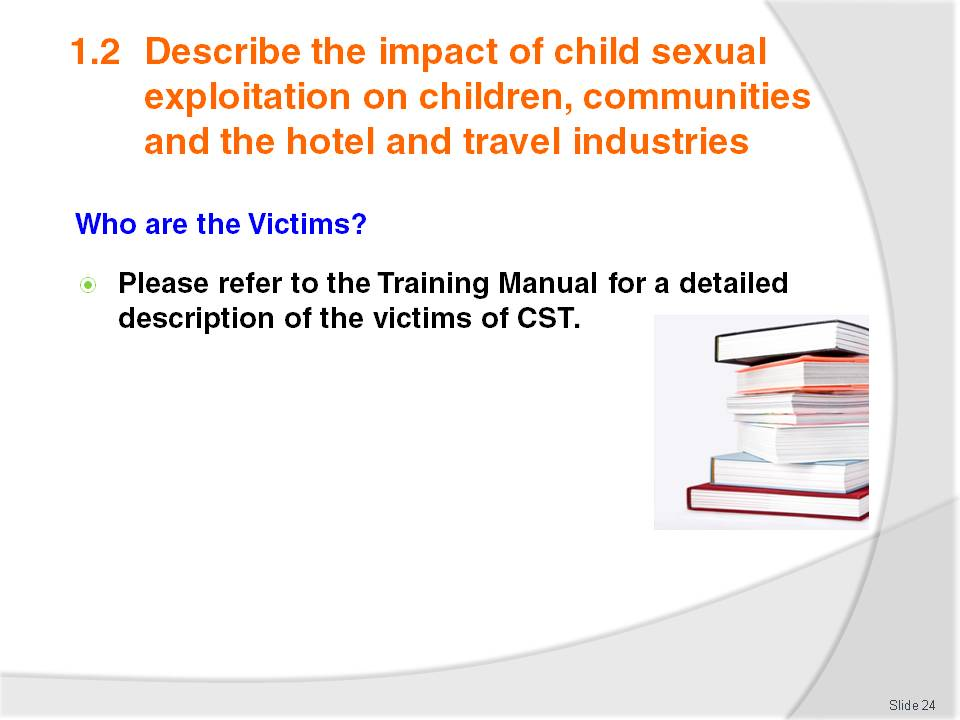 1.2 Describe the impact of child sexual
exploitation on children, communities
and the hotel and travel industries
Who are the Victims?
Please refer to the Training Manual for a detailed
description of the victims of CST.
Slide 24